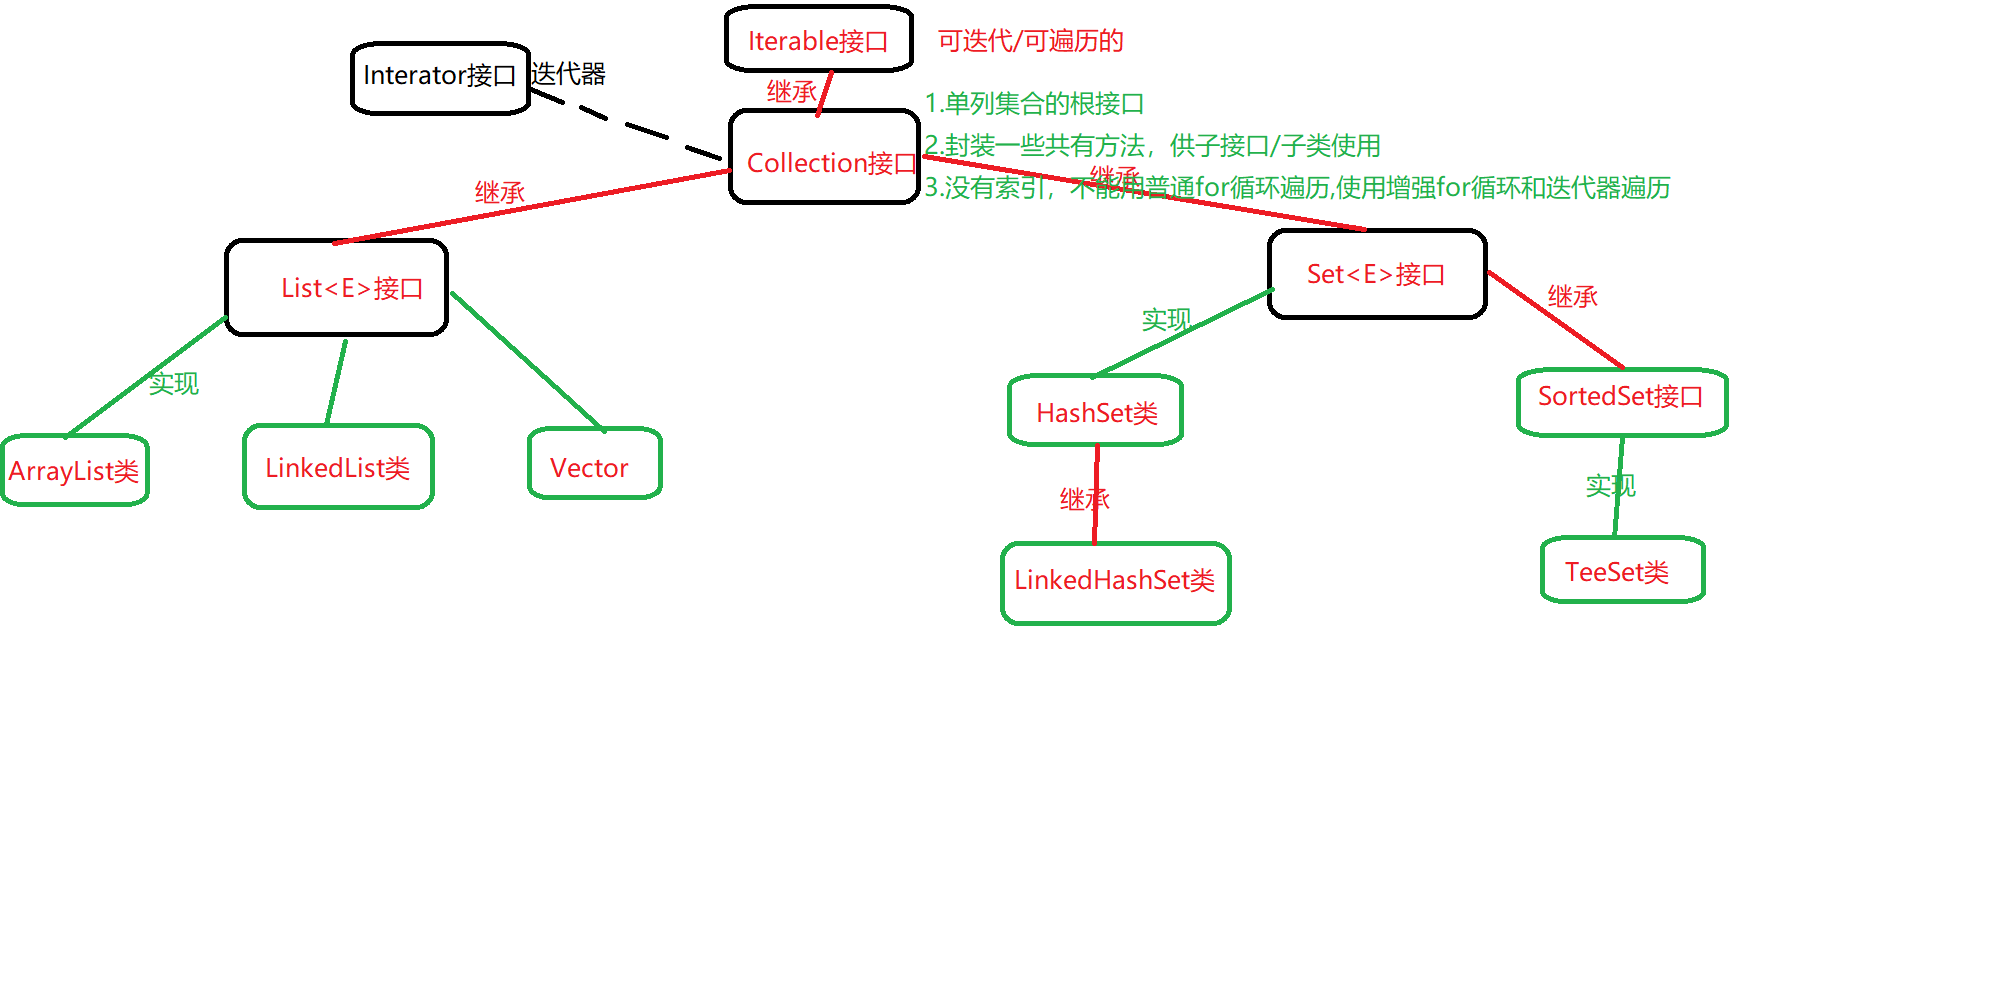 Iterable接口
可迭代/可遍历的
Interator接口
迭代器
继承
1.单列集合的根接口
2.封装一些共有方法，供子接口/子类使用
Collection接口
继承
继承
3.没有索引，不能用普通for循环遍历,使用增强for循环和迭代器遍历
List<E>接口
Set<E>接口
继承
实现
实现
ArrayList类
LinkedList类
Vector
HashSet类
SortedSet接口
继承
实现
LinkedHashSet类
TeeSet类